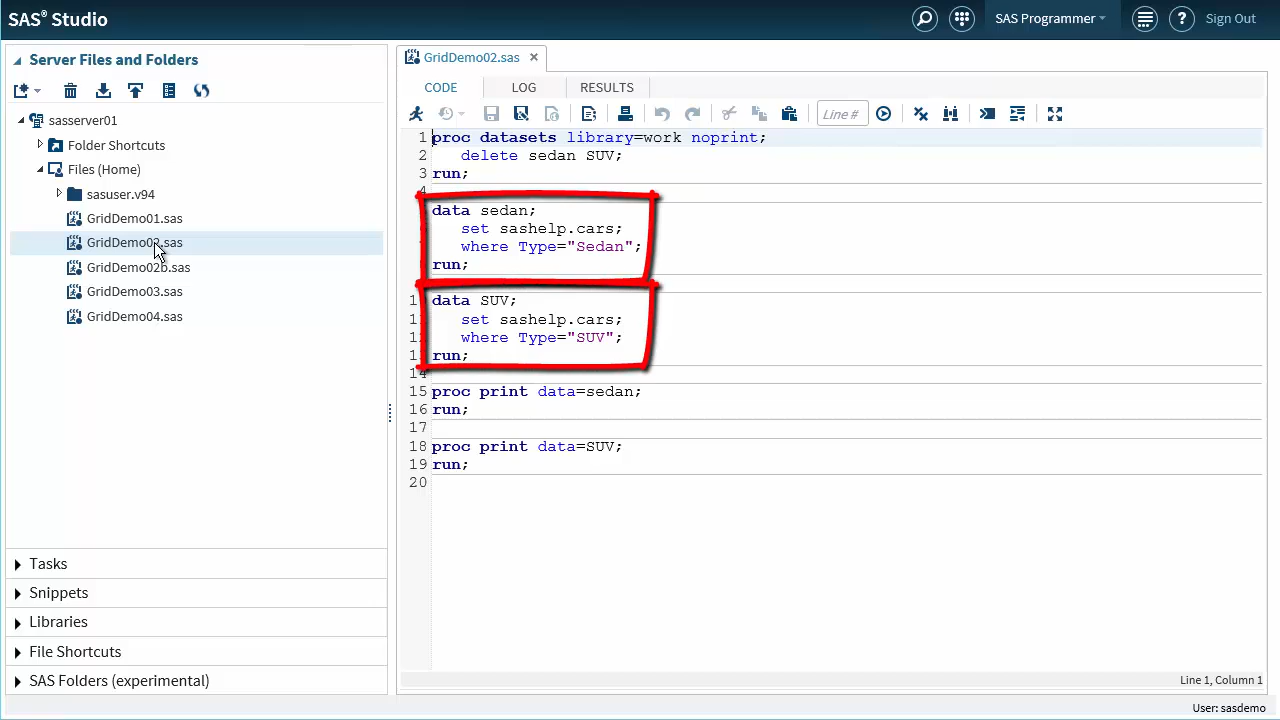 SAS® Studio
SAS Programmer
Sign Out
Server Files and Folders
sasserver01
Folder Shortcuts
Files (Home)
sasuser.v94
GridDemo01.sas
GridDemo02.sas
GridDemo02b.sas
GridDemo03.sas
GridDemo04.sas
Tasks
Snippets
Libraries
File Shortcuts
SAS Folders (experimental)
GridDemo02.sas
CODE LOG RESULTS
Line #
1 proc datasets library=work noprint;
2 delete sedan SUV;
3 run;
4
data sedan;
set sashelp.cars;
where Type="Sedan";
run;
data SUV;
set sashelp.cars;
where Type="SUV";
run;
14
15 proc print data=sedan;
16 run;
17
18 proc print data=SUV;
19 run;
20
Line 1, Column 1
User: sasdemo